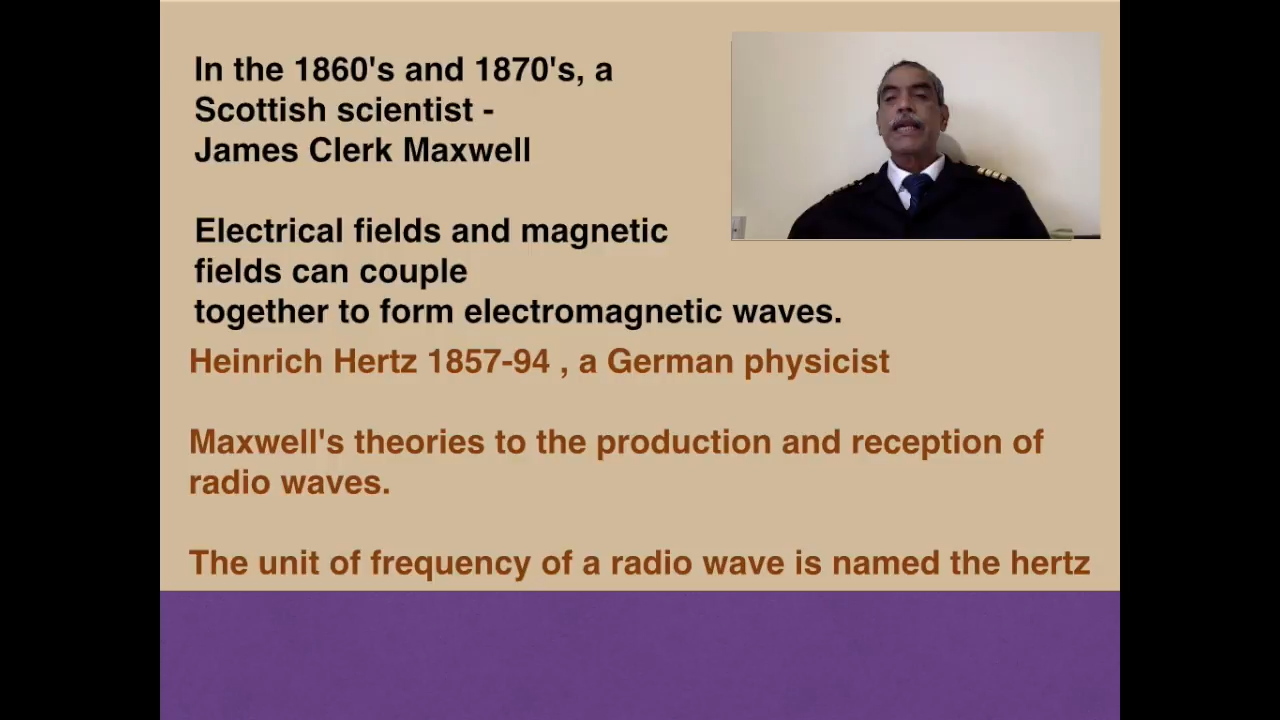 In the 1860's and 1870's, a
Scottish scientist -
James Clerk Maxwell
Electrical fields and magnetic
fields can couple
together to form electromagnetic waves.
Heinrich Hertz 1857-94 , a German physicist
Maxwell's theories to the production and reception of
radio waves.
The unit of frequency of a radio wave is named the hertz